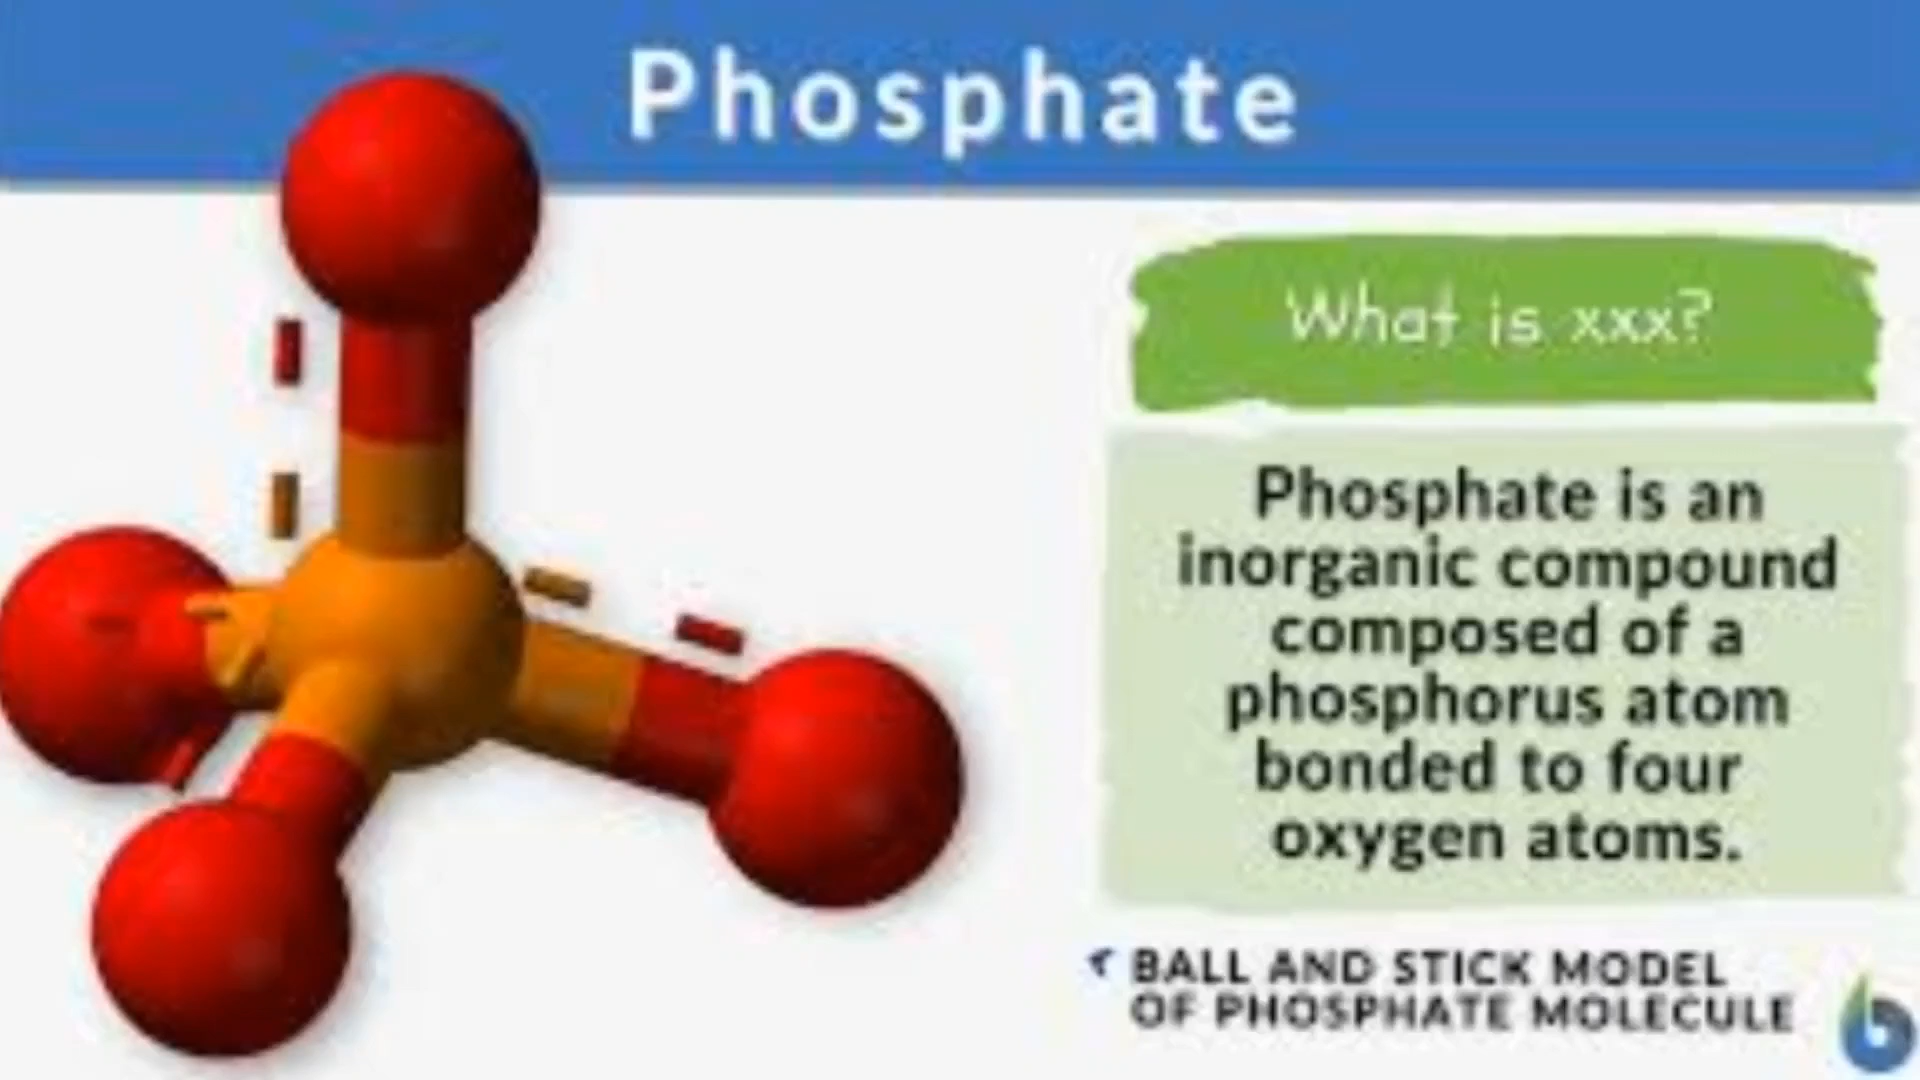 Phosphate
What is xxx?
Phosphate is an
inorganic compound
composed of a
phosphorus atom
bonded to four
oxygen atoms.
BALL AND STICK MODEL
OF PHOSPHATE MOLECULE